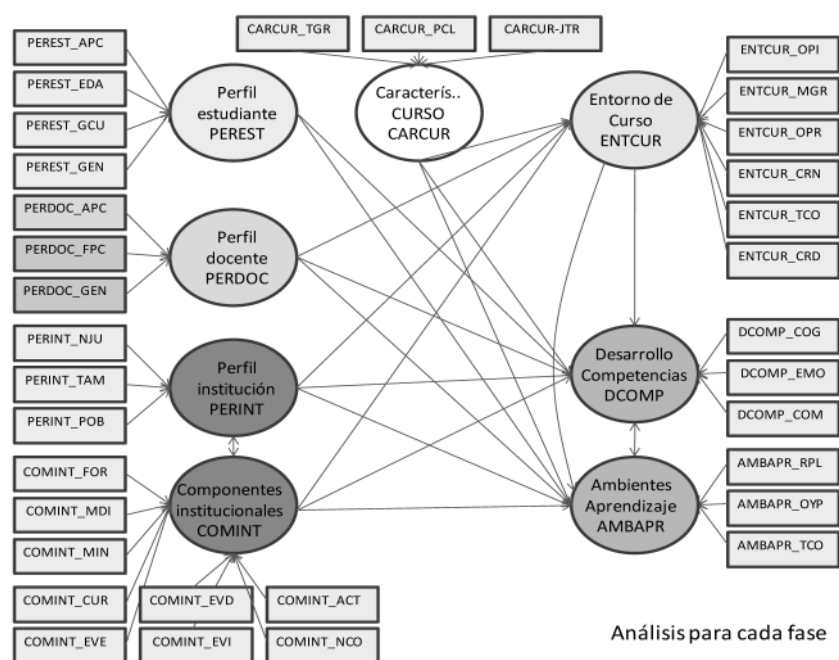 CARCUR_TGR
CARCUR_PCL
CARCUR-JTR
PEREST_APC
PEREST_EDA
PEREST_GCU
PEREST_GEN
PERDOC_APC
PERDOC_FPC
PERDOC_GEN
PERINT_NJU
PERINT_TAM
PERINT_POB
COMINT_FOR
COMINT_MDI
COMINT_MIN
COMINT_CUR
COMINT_EVE
COMINT_EVD
COMINT_EVI
COMINT_ACT
COMINT_NCO
Perfil
estudiante
PEREST
Caracterís..
CURSO
CARCUR
Entorno de
Curso
ENTCUR
Perfil
docente
PERDOC
Perfil
institución
PERINT
Componentes
institucionales
COMINT
Desarrollo
Competencias
DCOMP
Ambientes
Aprendizaje
AMBAPR
ENTCUR_OPI
ENTCUR_MGR
ENTCUR_OPR
ENTCUR_CRN
ENTCUR_TCO
ENTCUR_CRD
DCOMP_COG
DCOMP_EMO
DCOMP_COM
AMBAPR_RPL
AMBAPR_OYP
AMBAPR_TCO
Análisis para cada fase